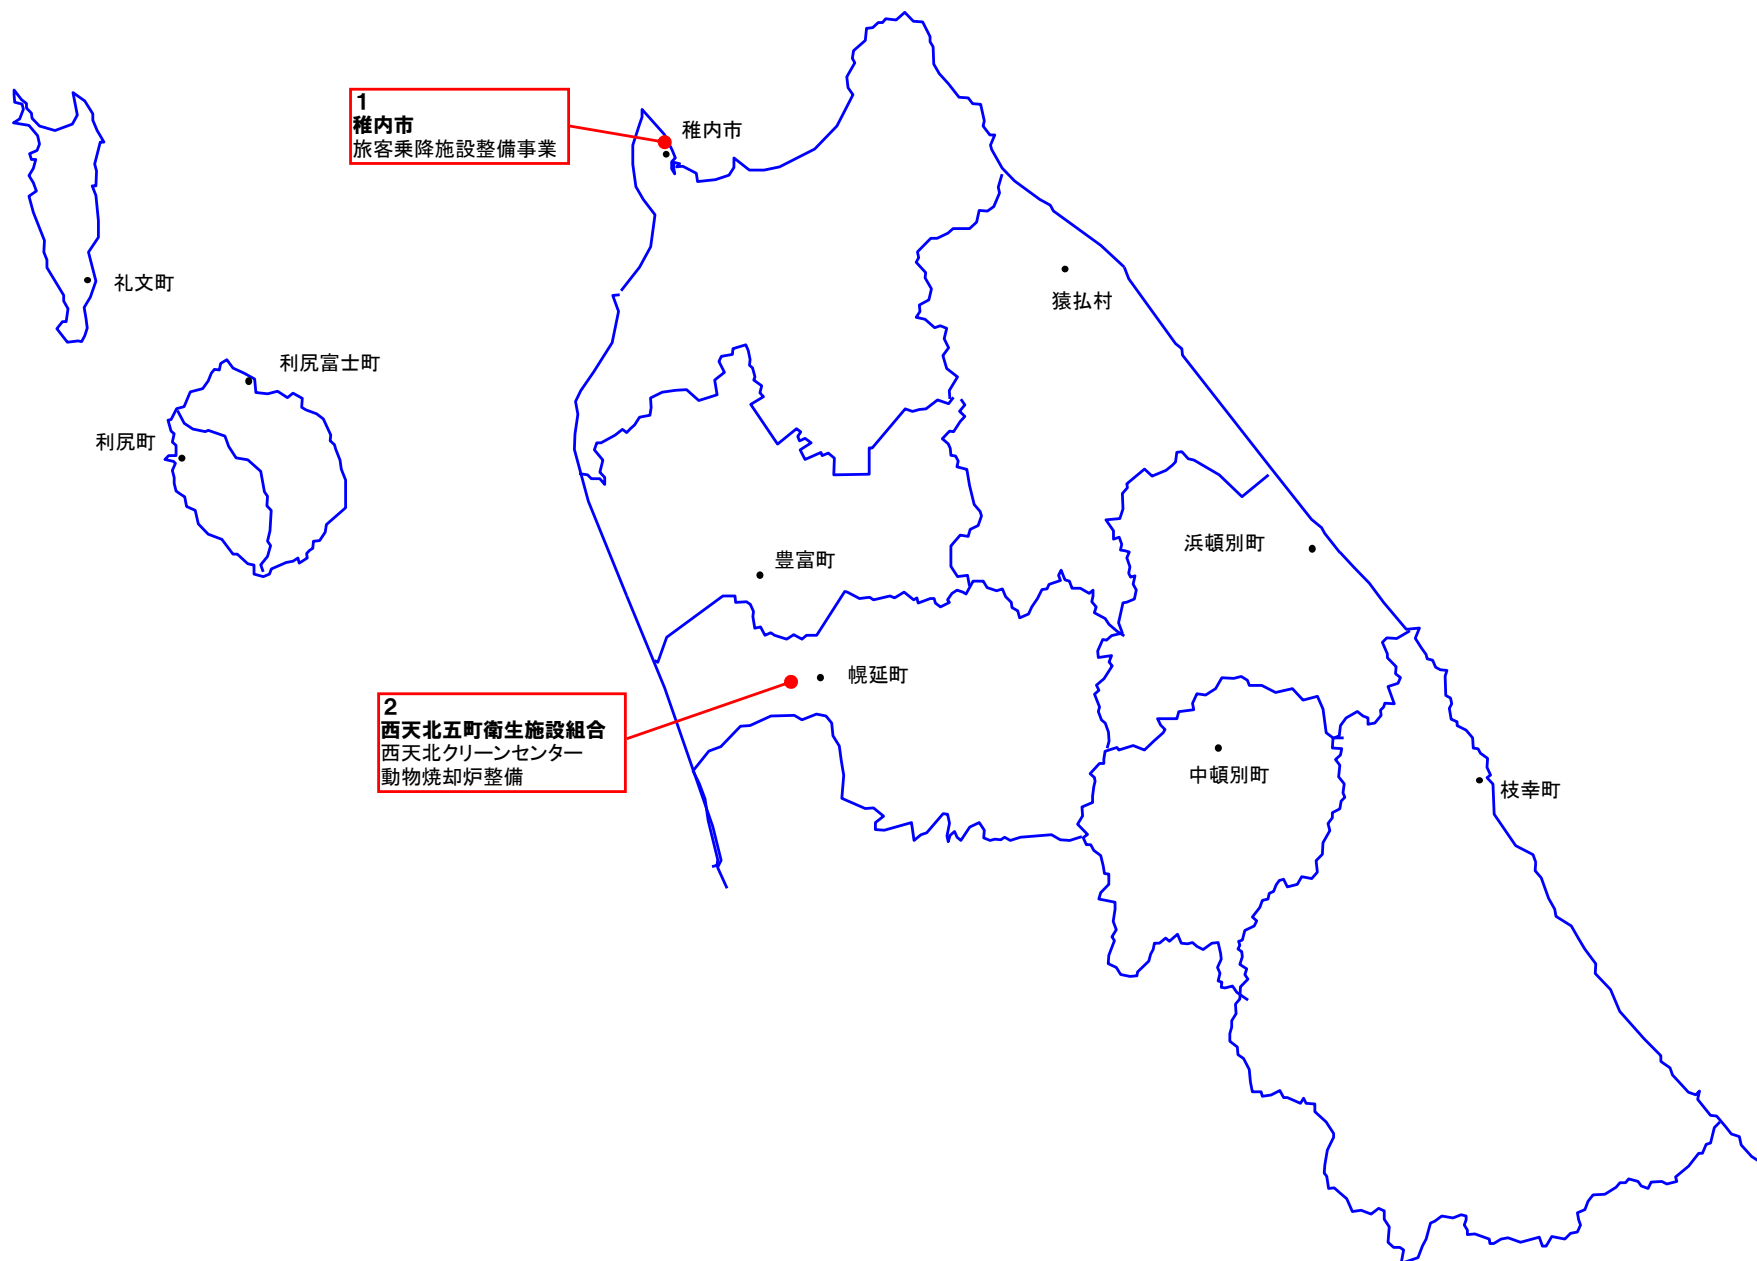 1
稚内市
旅客乗降施設整備事業
稚内市
礼文町
猿払村
利尻富士町
利尻町
浜頓別町
豊富町
幌延町
2
西天北五町衛生施設組合
西天北クリーンセンター
動物焼却炉整備
中頓別町
枝幸町